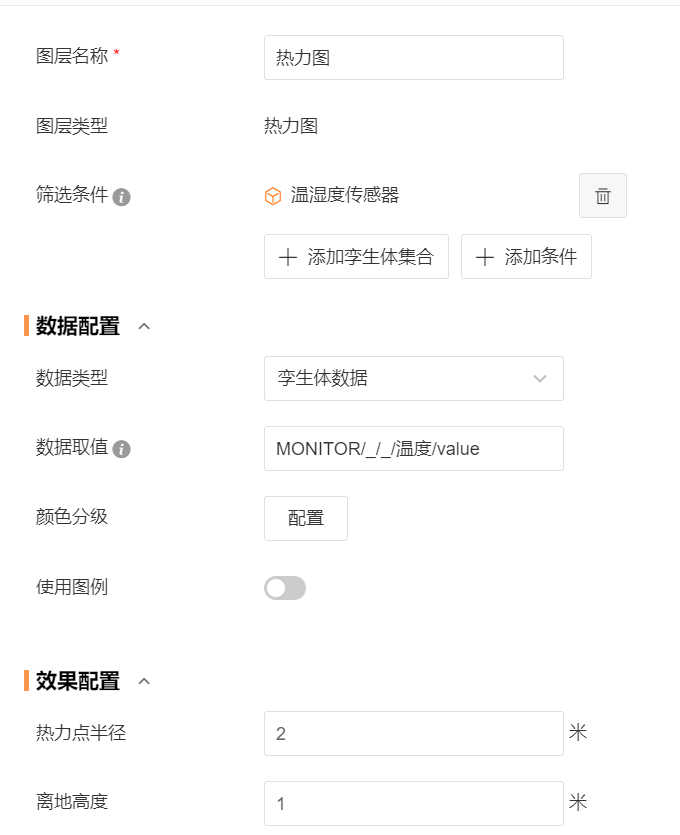 图层名称 * 热力图
图层类型 热力图
筛选条件 温湿度传感器
添加孪生体集合 添加条件
数据配置
数据类型 孪生体数据
数据取值 MONITOR/_/_/温度/value
颜色分级 配置
使用图例
效果配置
热力点半径 2 米
离地高度 1 米